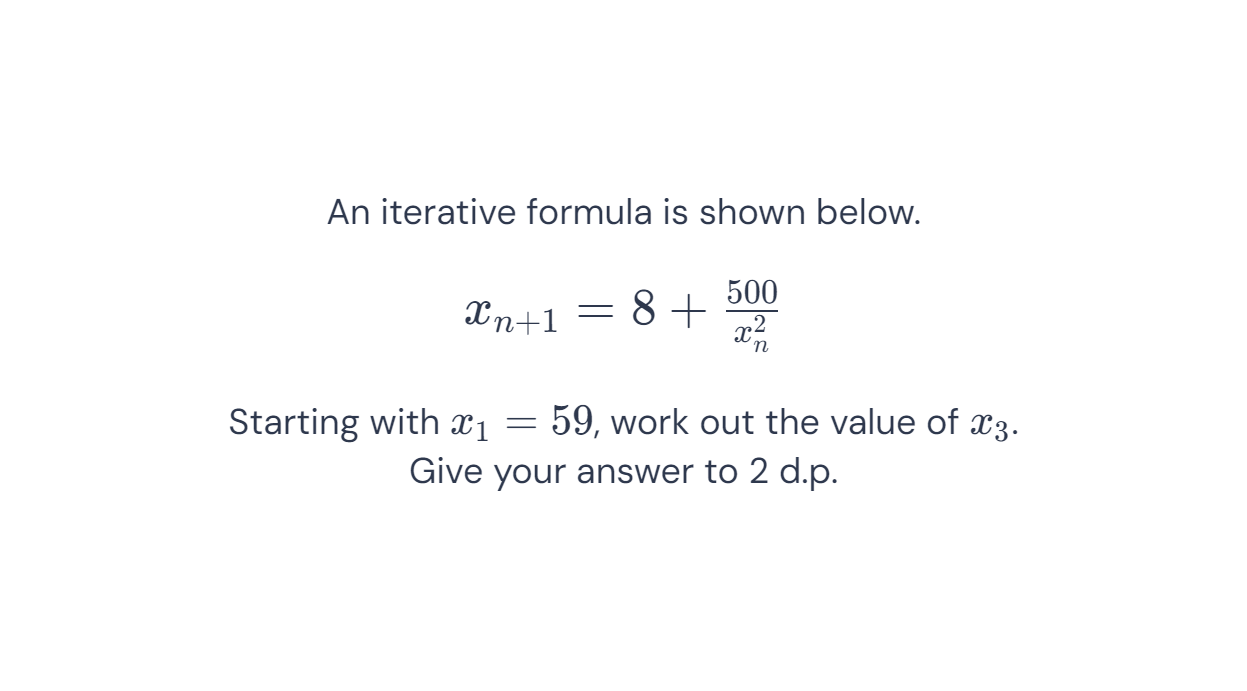 An iterative formula is shown below.
$x_{n+1} = 8 + \frac{500}{x_n^2}$
Starting with $x_1 = 59$, work out the value of $x_3$.
Give your answer to 2 d.p.